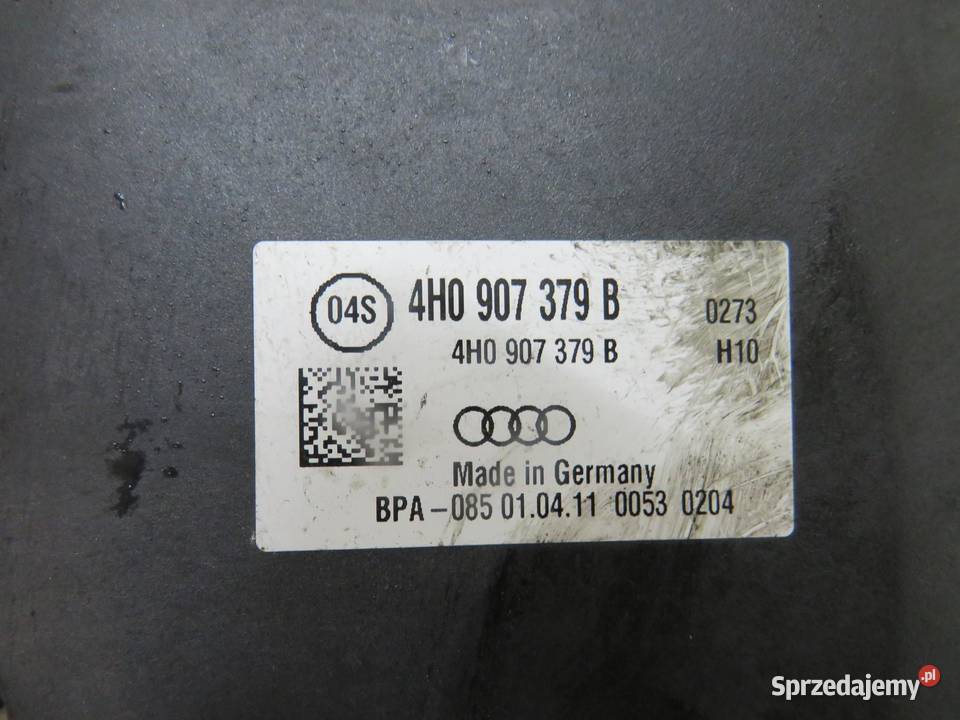 04S 4H0 907 379 B 0273
4H0 907 379 B H10
Made in Germany
BPA-085 01.04.11 0053 0204
Sprzedajemy.pl